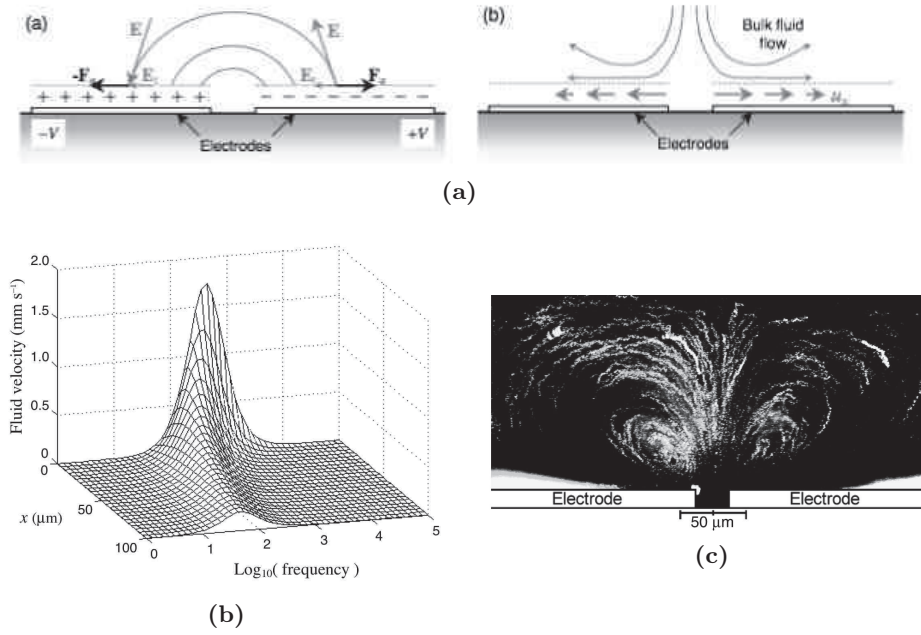 (a)
E
E
-Fₓ
Eₓ
Eₓ
Fₓ
+ + + + + + + +
− − − − − − − −
−V
Electrodes
+V
(b)
Bulk fluid
flow
uₓ
Electrodes
(a)
Fluid velocity (mm s⁻¹)
2.0
1.5
1.0
0.5
0
0
50
100
x (μm)
0
1
2
3
4
5
Log₁₀( frequency )
(b)
Electrode
Electrode
50 μm
(c)